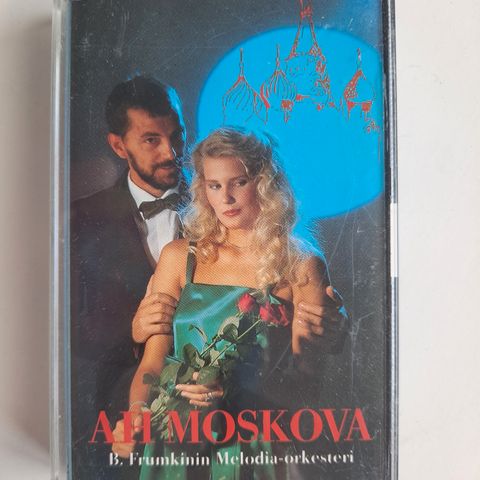 AH MOSKOVA
B. Frumkinin Melodia-orkesteri